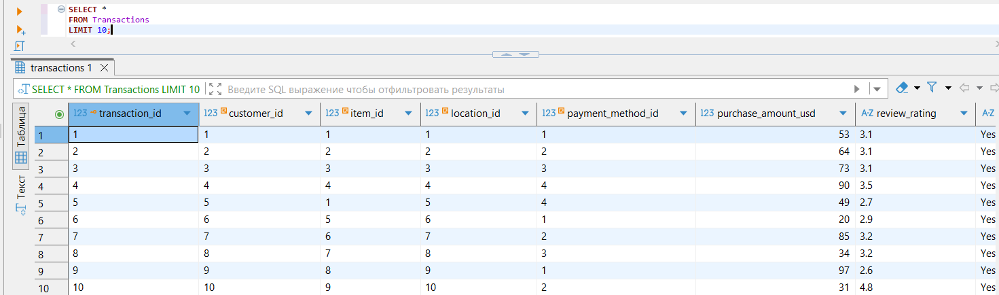 SELECT *
FROM Transactions
LIMIT 10;
transactions 1
SELECT * FROM Transactions LIMIT 10 Введите SQL выражение чтобы отфильтровать результаты
Таблица
Текст
123 transaction_id 123 customer_id 123 item_id 123 location_id 123 payment_method_id 123 purchase_amount_usd A-Z review_rating A-Z
1 1 1 1 1 1 53 3.1 Yes
2 2 2 2 2 2 64 3.1 Yes
3 3 3 3 3 3 73 3.1 Yes
4 4 4 4 4 4 90 3.5 Yes
5 5 5 1 5 4 49 2.7 Yes
6 6 6 5 6 1 20 2.9 Yes
7 7 7 6 7 2 85 3.2 Yes
8 8 8 7 8 3 34 3.2 Yes
9 9 9 8 9 1 97 2.6 Yes
10 10 10 9 10 2 31 4.8 Yes